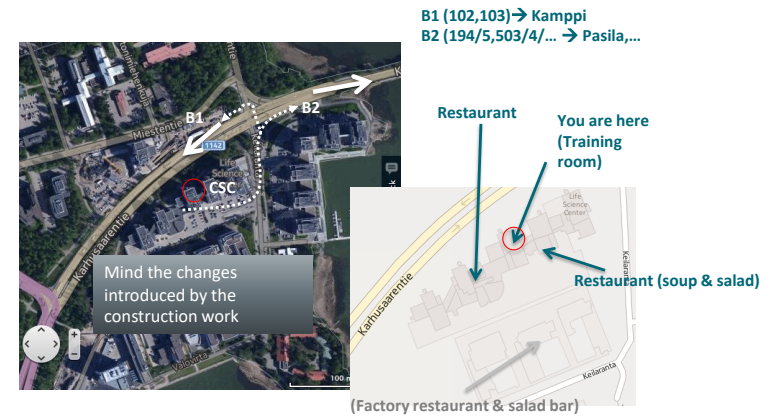 B1 (102,103)→ Kamppi
B2 (194/5,503/4/… → Pasila,…
Miestentie
B1
B2
1142
Life
Science
CSC
Karhusaarentie
Mind the changes
introduced by the
construction work
Valovirta
100 m
Restaurant
You are here
(Training
room)
Life
Science
Center
Keilaranta
Restaurant (soup & salad)
Karhusaarentie
Keilaranta
(Factory restaurant & salad bar)